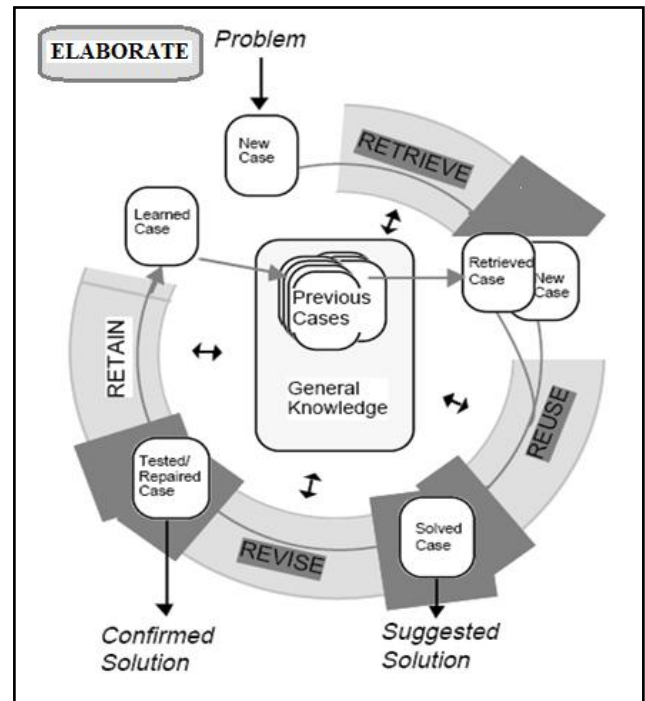 ELABORATE
Problem
New
Case
RETRIEVE
Learned
Case
Retrieved
Case
New
Case
Previous
Cases
General
Knowledge
RETAIN
REUSE
Tested/
Repaired
Case
Solved
Case
REVISE
Confirmed
Solution
Suggested
Solution